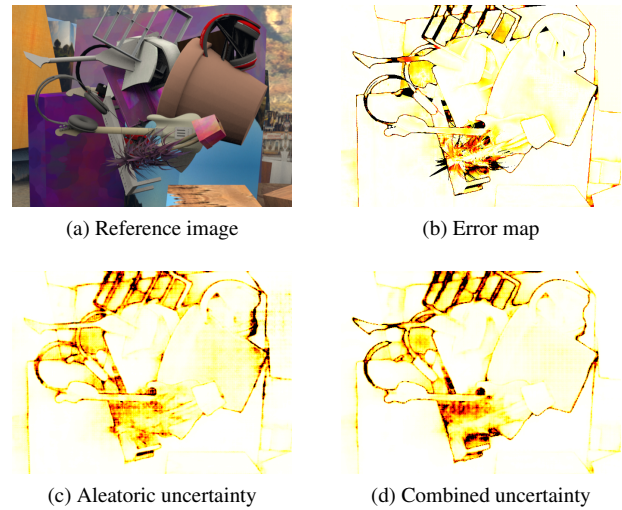 (a) Reference image
(b) Error map
(c) Aleatoric uncertainty
(d) Combined uncertainty